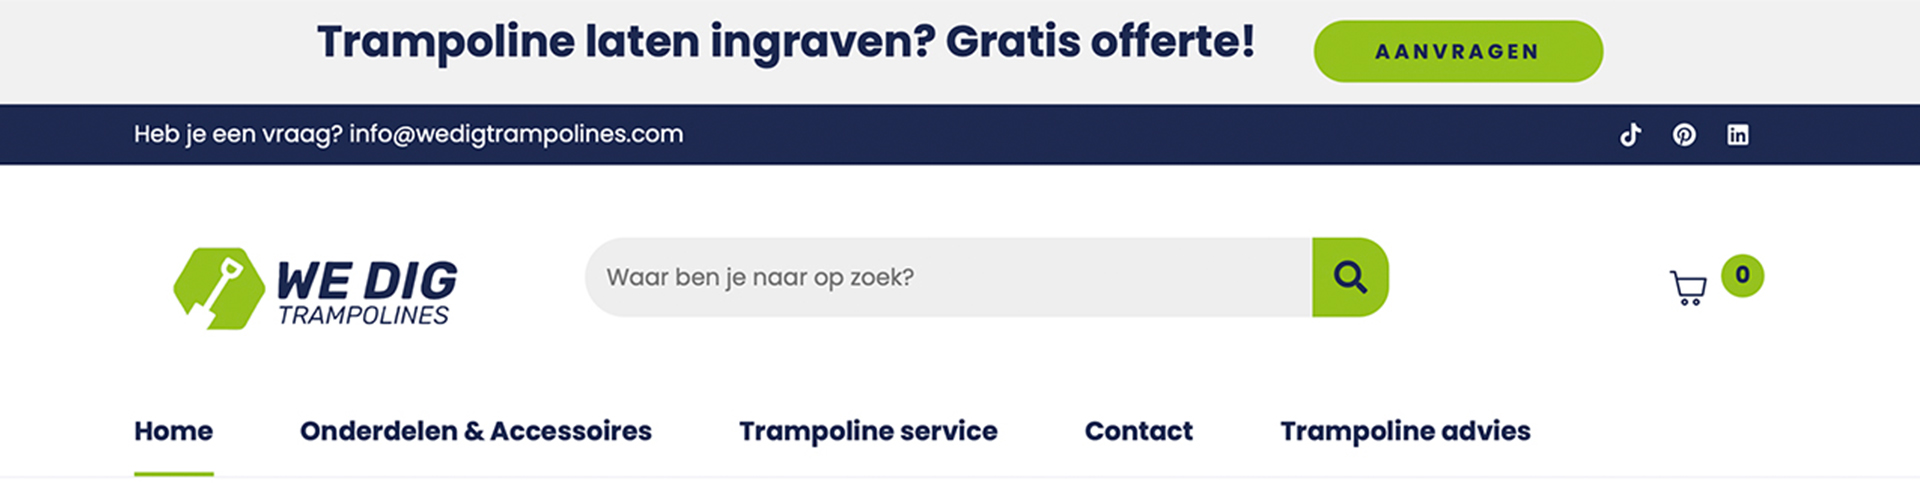 Trampoline laten ingraven? Gratis offerte!
AANVRAGEN
Heb je een vraag? info@wedigtrampolines.com
WE DIG
TRAMPOLINES
Waar ben je naar op zoek?
0
Home Onderdelen & Accessoires Trampoline service Contact Trampoline advies